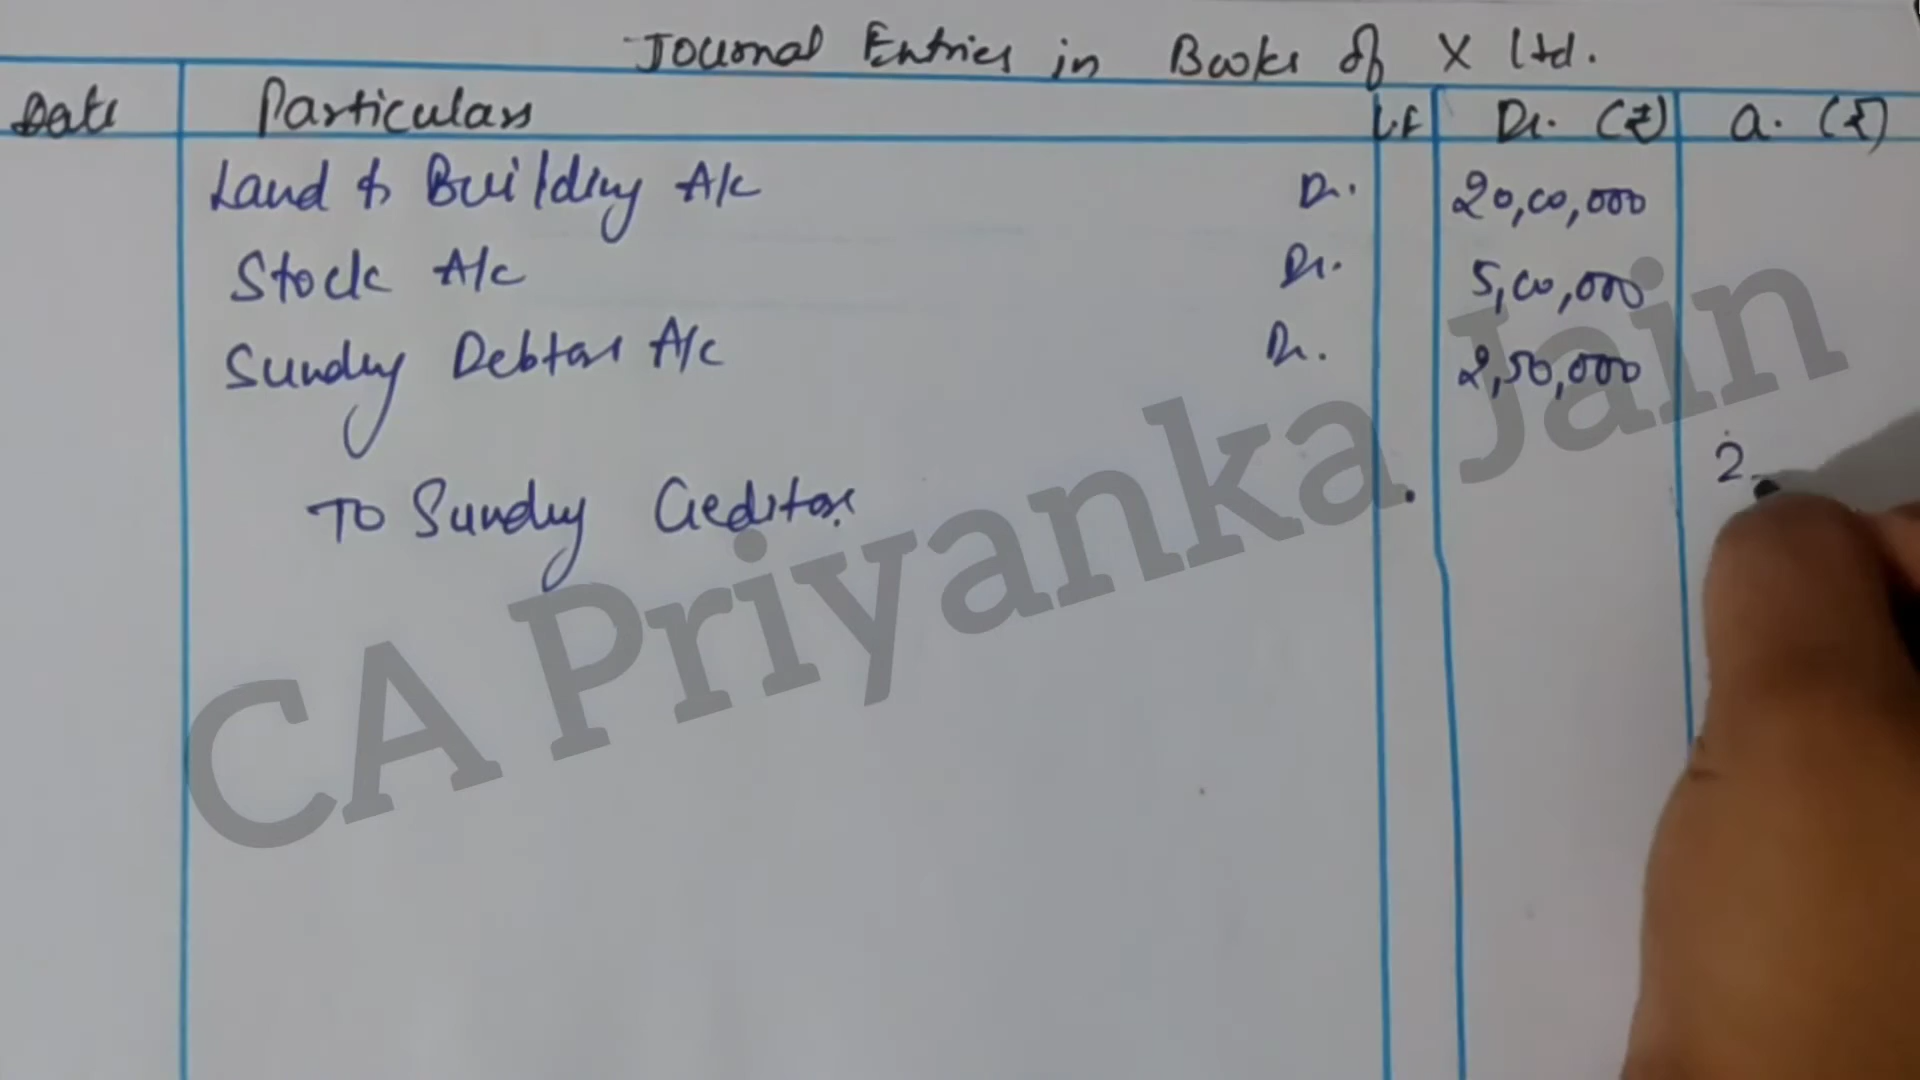 Journal Entries in Books of X Ltd.
Date Particulars L.F Dr. (₹) Cr. (₹)
Land & Building A/c Dr. 20,00,000
Stock A/c Dr. 5,00,000
Sundry Debtors A/c Dr. 2,50,000
To Sundry Creditors 2
CA Priyanka Jain